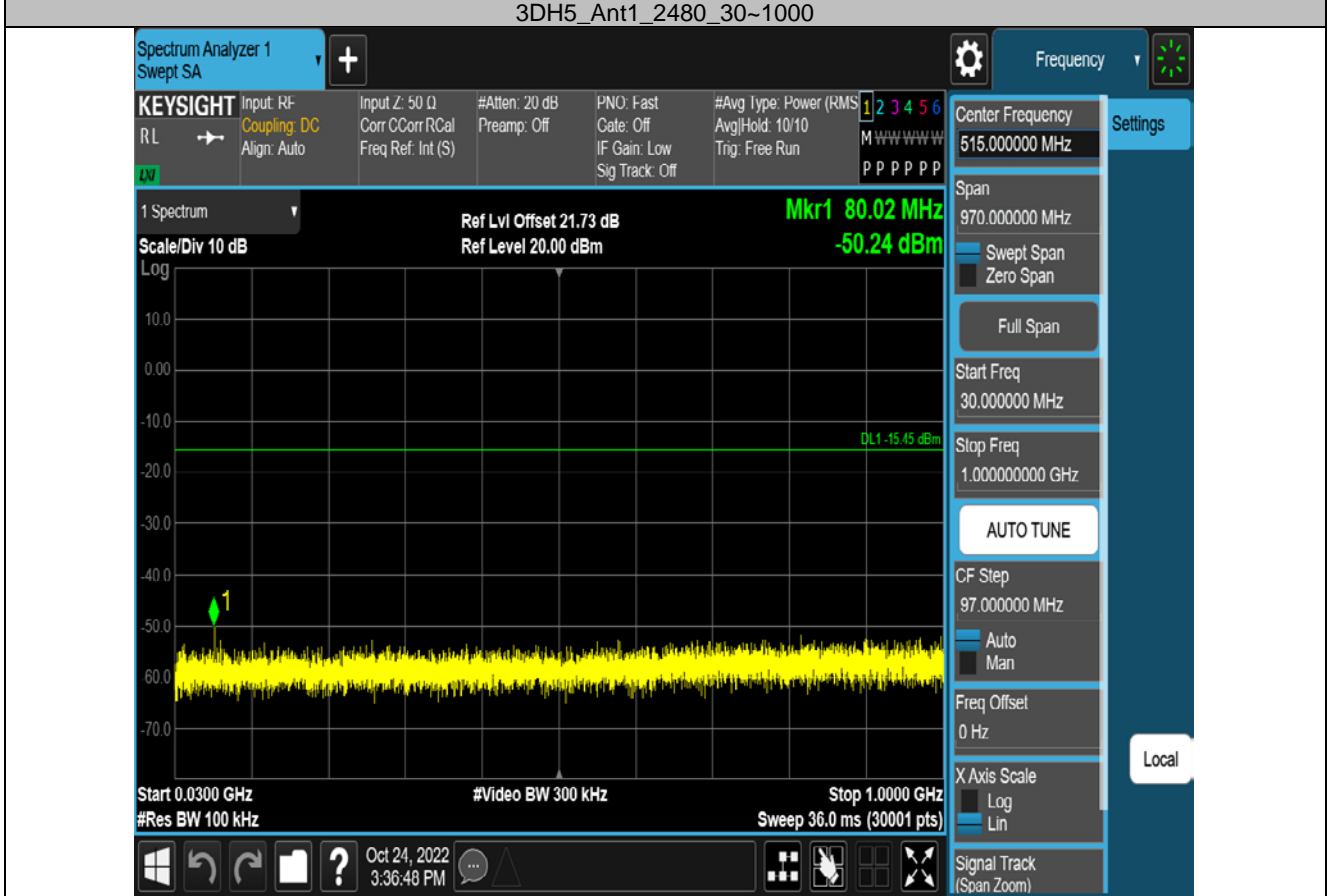 3DH5_Ant1_2480_30~1000
Spectrum Analyzer 1
Swept SA
+
Frequency
KEYSIGHT
RL
LXI
Input: RF
Coupling: DC
Align: Auto
Input Z: 50 Ω
Corr CCorr RCal
Freq Ref: Int (S)
#Atten: 20 dB
Preamp: Off
PNO: Fast
Gate: Off
IF Gain: Low
Sig Track: Off
#Avg Type: Power (RMS
Avg|Hold: 10/10
Trig: Free Run
1 2 3 4 5 6
M W W W W W
P P P P P P
1 Spectrum
Scale/Div 10 dB
Log
Ref Lvl Offset 21.73 dB
Ref Level 20.00 dBm
Mkr1 80.02 MHz
-50.24 dBm
10.0
0.00
-10.0
DL1 -15.45 dBm
-20.0
-30.0
-40.0
1
-50.0
-60.0
-70.0
Start 0.0300 GHz
#Res BW 100 kHz
#Video BW 300 kHz
Stop 1.0000 GHz
Sweep 36.0 ms (30001 pts)
?
Oct 24, 2022
3:36:48 PM
Center Frequency
515.000000 MHz
Span
970.000000 MHz
Swept Span
Zero Span
Full Span
Start Freq
30.000000 MHz
Stop Freq
1.000000000 GHz
AUTO TUNE
CF Step
97.000000 MHz
Auto
Man
Freq Offset
0 Hz
X Axis Scale
Log
Lin
Signal Track
(Span Zoom)
Settings
Local